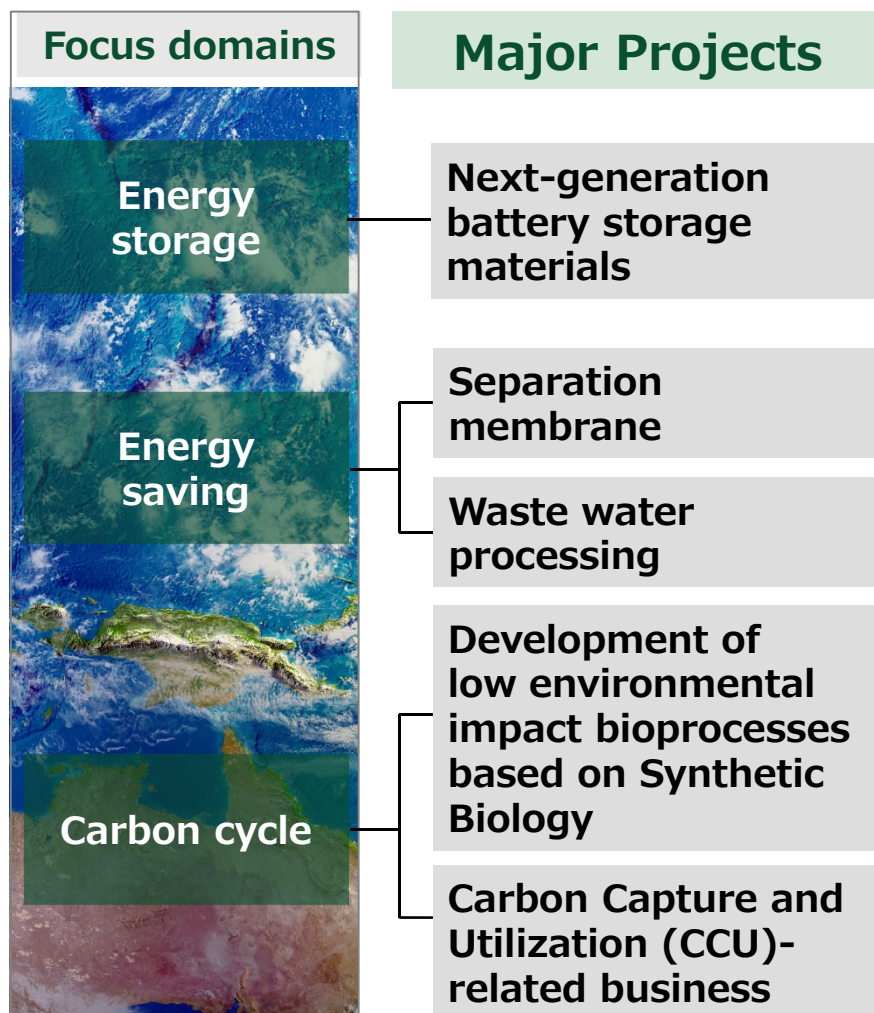 Focus domains
Major Projects
Energy
storage
Next-generation
battery storage
materials
Energy
saving
Separation
membrane
Waste water
processing
Carbon cycle
Development of
low environmental
impact bioprocesses
based on Synthetic
Biology
Carbon Capture and
Utilization (CCU)-
related business